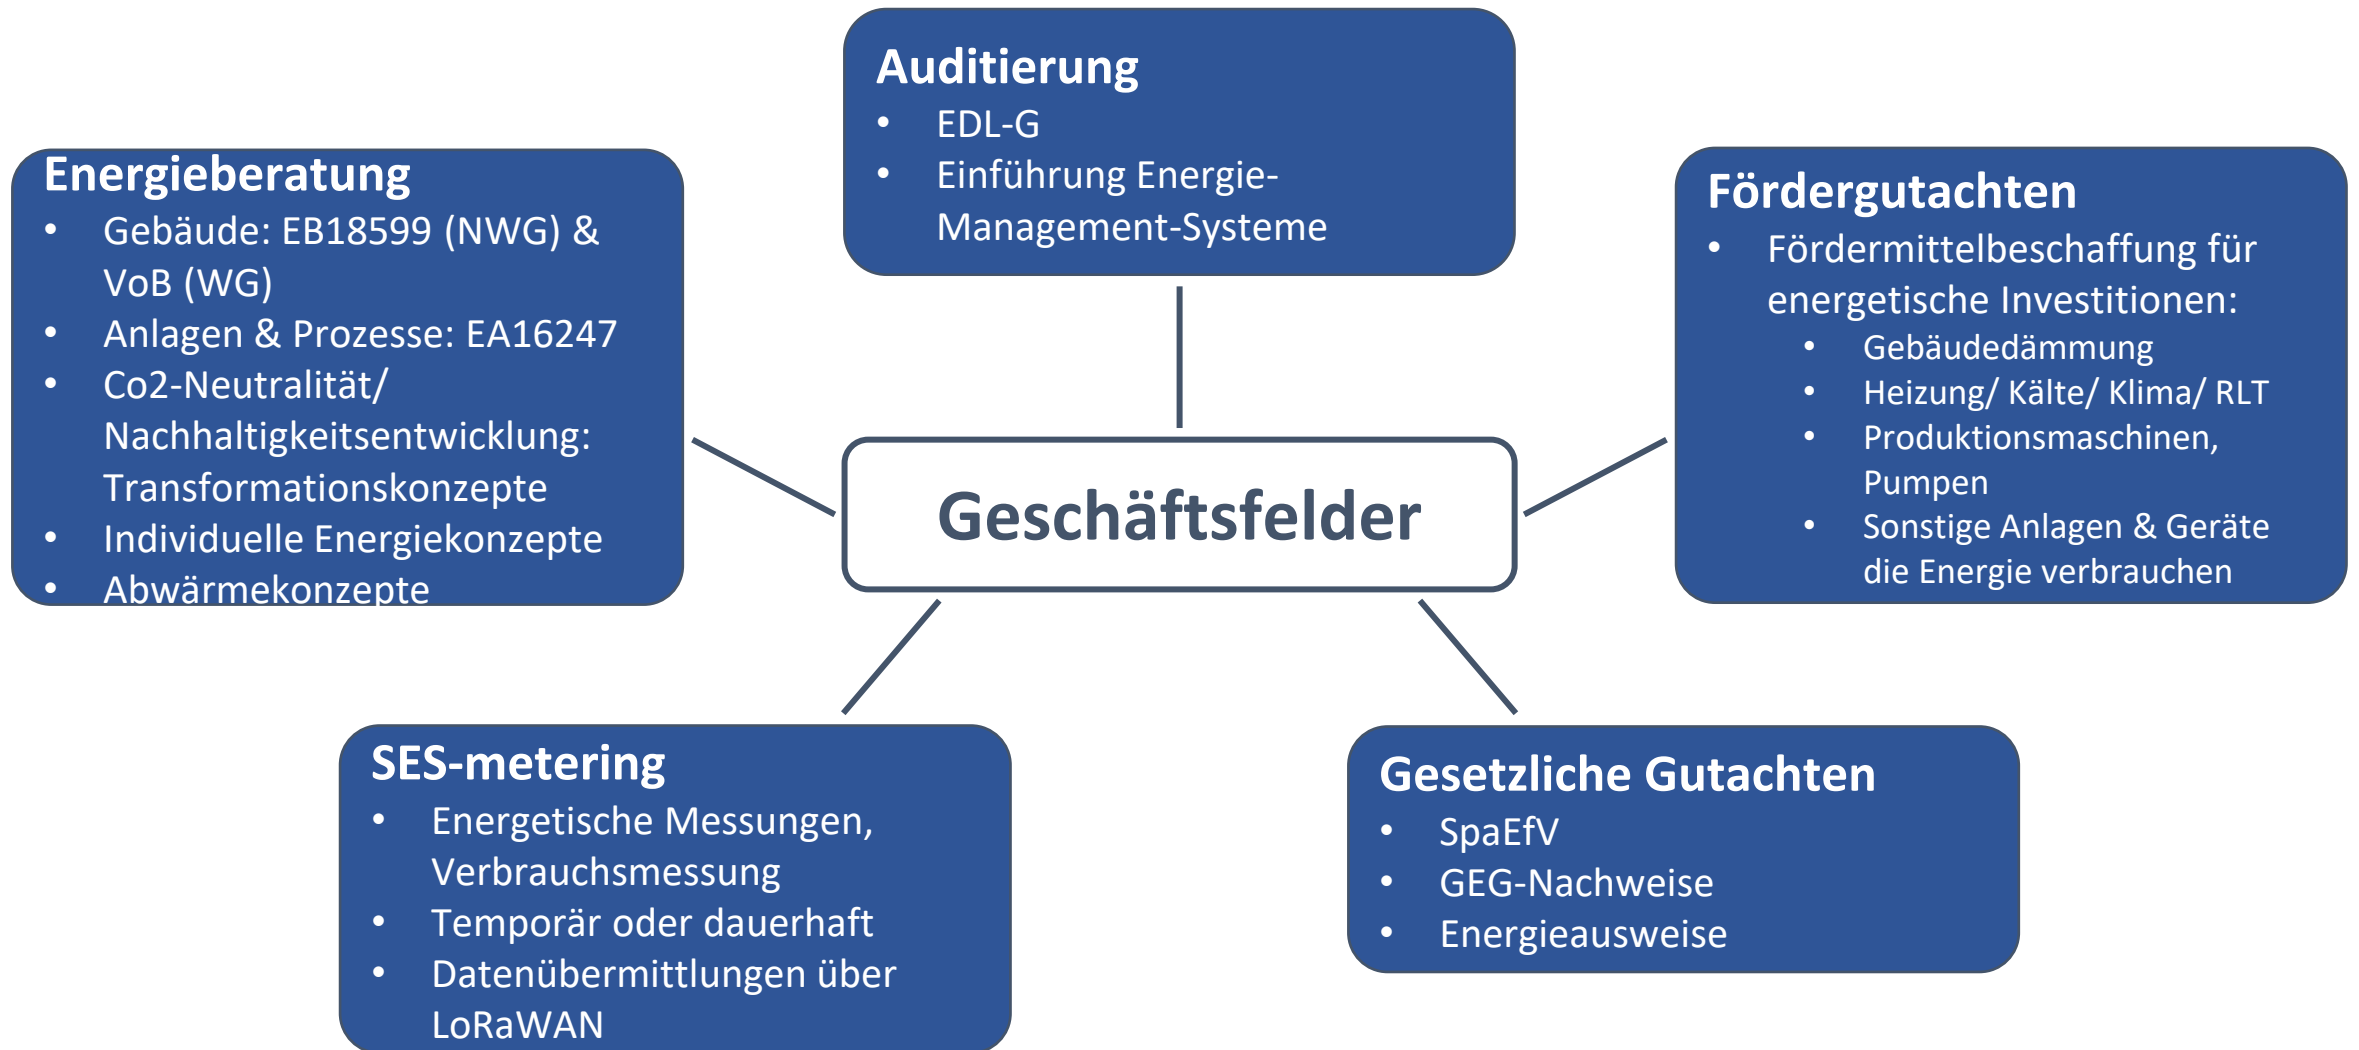 Auditierung
• EDL-G
• Einführung Energie-
Management-Systeme
Energieberatung
• Gebäude: EB18599 (NWG) &
VoB (WG)
• Anlagen & Prozesse: EA16247
• Co2-Neutralität/
Nachhaltigkeitsentwicklung:
Transformationskonzepte
• Individuelle Energiekonzepte
• Abwärmekonzepte
Fördergutachten
• Fördermittelbeschaffung für
energetische Investitionen:
• Gebäudedämmung
• Heizung/ Kälte/ Klima/ RLT
• Produktionsmaschinen,
Pumpen
• Sonstige Anlagen & Geräte
die Energie verbrauchen
Geschäftsfelder
SES-metering
• Energetische Messungen,
Verbrauchsmessung
• Temporär oder dauerhaft
• Datenübermittlungen über
LoRaWAN
Gesetzliche Gutachten
• SpaEfV
• GEG-Nachweise
• Energieausweise